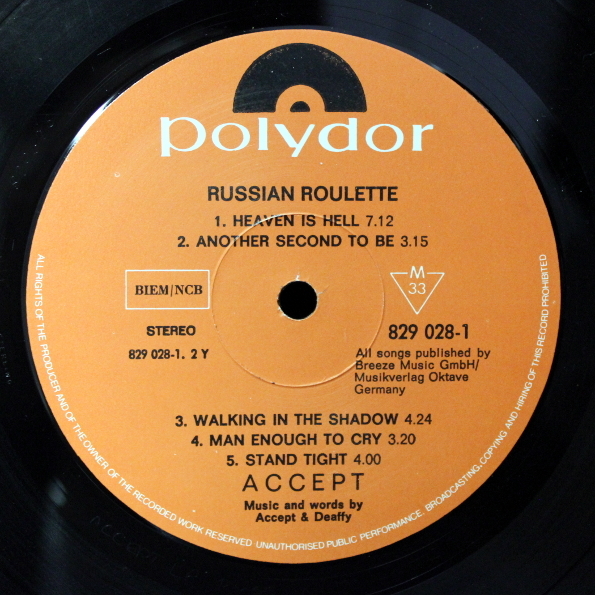 polydor
RUSSIAN ROULETTE
1. HEAVEN IS HELL 7.12
2. ANOTHER SECOND TO BE 3.15
BIEM/NCB
M
33
STEREO
829 028-1
829 028-1. 2 Y
All songs published by
Breeze Music GmbH/
Musikverlag Oktave
Germany
3. WALKING IN THE SHADOW 4.24
4. MAN ENOUGH TO CRY 3.20
5. STAND TIGHT 4.00
ACCEPT
Music and words by
Accept & Deaffy
ALL RIGHTS OF THE PRODUCER AND OF THE OWNER OF THE RECORDED WORK RESERVED UNAUTHORISED PUBLIC PERFORMANCE, BROADCASTING, COPYING AND HIRING OF THIS RECORD PROHIBITED